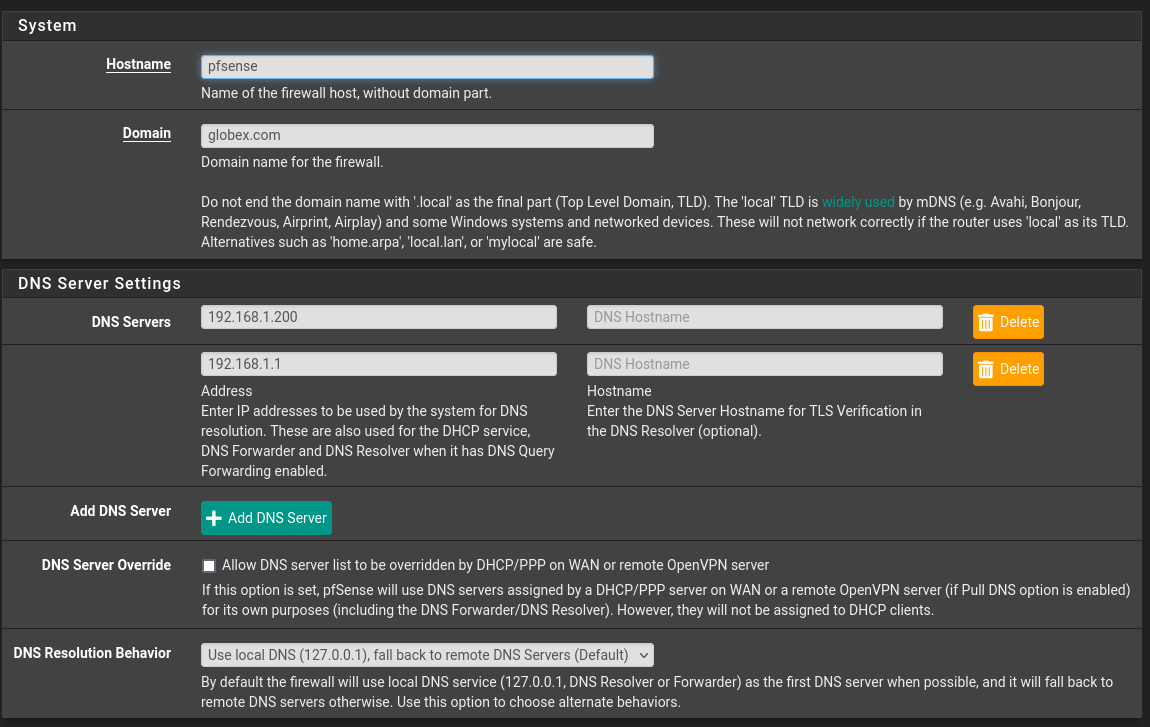 System
Hostname
pfsense
Name of the firewall host, without domain part.
Domain
globex.com
Domain name for the firewall.
Do not end the domain name with '.local' as the final part (Top Level Domain, TLD). The 'local' TLD is widely used by mDNS (e.g. Avahi, Bonjour,
Rendezvous, Airprint, Airplay) and some Windows systems and networked devices. These will not network correctly if the router uses 'local' as its TLD.
Alternatives such as 'home.arpa', 'local.lan', or 'mylocal' are safe.
DNS Server Settings
DNS Servers
192.168.1.200
DNS Hostname
Delete
192.168.1.1
DNS Hostname
Delete
Address
Enter IP addresses to be used by the system for DNS
resolution. These are also used for the DHCP service,
DNS Forwarder and DNS Resolver when it has DNS Query
Forwarding enabled.
Hostname
Enter the DNS Server Hostname for TLS Verification in
the DNS Resolver (optional).
Add DNS Server
Add DNS Server
DNS Server Override
Allow DNS server list to be overridden by DHCP/PPP on WAN or remote OpenVPN server
If this option is set, pfSense will use DNS servers assigned by a DHCP/PPP server on WAN or a remote OpenVPN server (if Pull DNS option is enabled)
for its own purposes (including the DNS Forwarder/DNS Resolver). However, they will not be assigned to DHCP clients.
DNS Resolution Behavior
Use local DNS (127.0.0.1), fall back to remote DNS Servers (Default)
By default the firewall will use local DNS service (127.0.0.1, DNS Resolver or Forwarder) as the first DNS server when possible, and it will fall back to
remote DNS servers otherwise. Use this option to choose alternate behaviors.